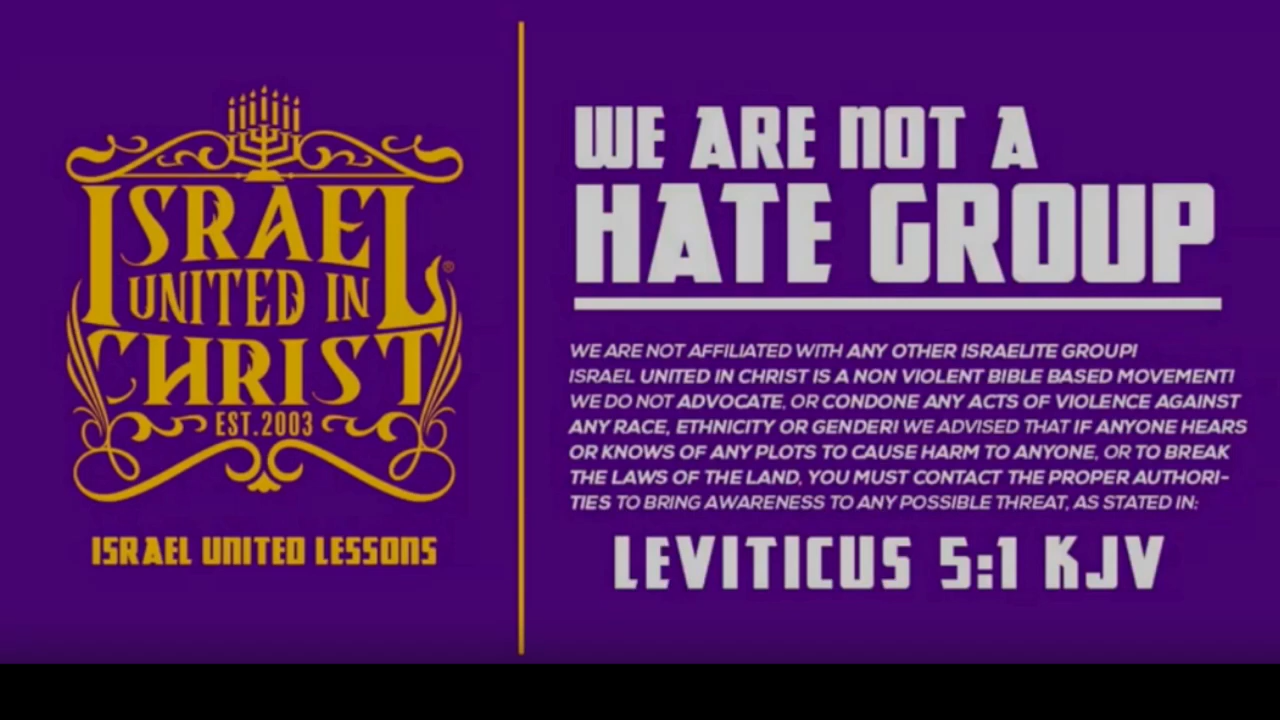 ISRAEL
UNITED IN
CHRIST
EST. 2003
ISRAEL UNITED LESSONS
WE ARE NOT A
HATE GROUP
WE ARE NOT AFFILIATED WITH ANY OTHER ISRAELITE GROUP!
ISRAEL UNITED IN CHRIST IS A NON VIOLENT BIBLE BASED MOVEMENT!
WE DO NOT ADVOCATE, OR CONDONE ANY ACTS OF VIOLENCE AGAINST
ANY RACE, ETHNICITY OR GENDER! WE ADVISED THAT IF ANYONE HEARS
OR KNOWS OF ANY PLOTS TO CAUSE HARM TO ANYONE, OR TO BREAK
THE LAWS OF THE LAND, YOU MUST CONTACT THE PROPER AUTHORI-
TIES TO BRING AWARENESS TO ANY POSSIBLE THREAT, AS STATED IN:
LEVITICUS 5:1 KJV